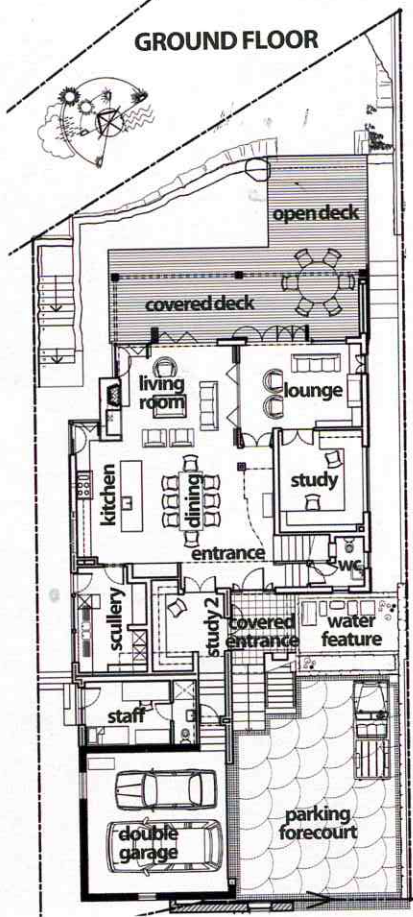 GROUND FLOOR
open deck
covered deck
living
room
lounge
kitchen
dining
study
entrance
wc
scullery
study 2
covered
entrance
water
feature
staff
double
garage
parking
forecourt